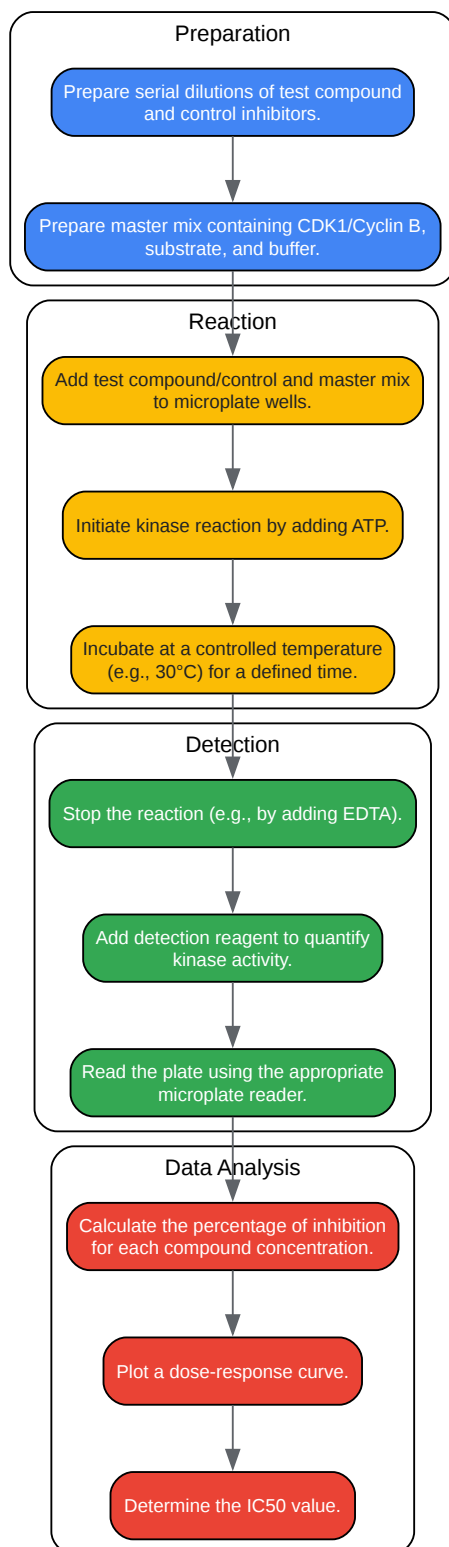 Preparation
Prepare serial dilutions of test compound
and control inhibitors.
Prepare master mix containing CDK1/Cyclin B,
substrate, and buffer.
Reaction
Add test compound/control and master mix
to microplate wells.
Initiate kinase reaction by adding ATP.
Incubate at a controlled temperature
(e.g., 30°C) for a defined time.
Detection
Stop the reaction (e.g., by adding EDTA).
Add detection reagent to quantify
kinase activity.
Read the plate using the appropriate
microplate reader.
Data Analysis
Calculate the percentage of inhibition
for each compound concentration.
Plot a dose-response curve.
Determine the IC50 value.